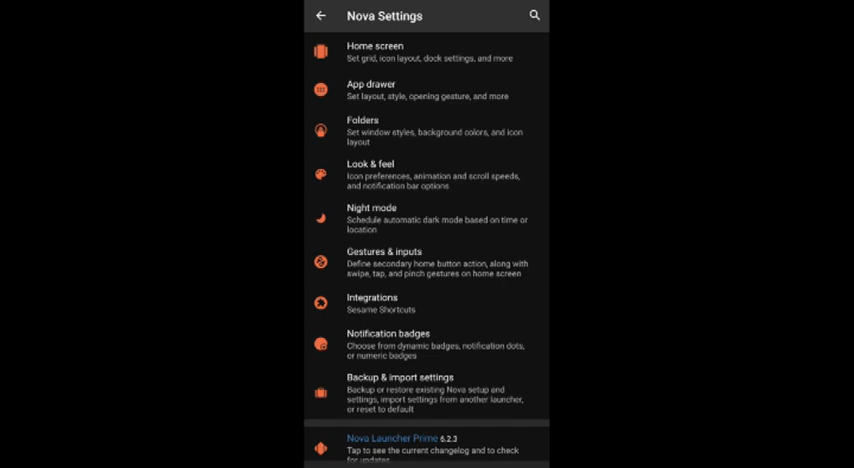 Nova Settings
Home screen
Set grid, icon layout, dock settings, and more
App drawer
Set layout, style, opening gesture, and more
Folders
Set window styles, background colors, and icon
layout
Look & feel
Icon preferences, animation and scroll speeds,
and notification bar options
Night mode
Schedule automatic dark mode based on time or
location
Gestures & inputs
Define secondary home button action, along with
swipe, tap, and pinch gestures on home screen
Integrations
Sesame Shortcuts
Notification badges
Choose from dynamic badges, notification dots,
or numeric badges
Backup & import settings
Backup or restore existing Nova setup and
settings, import settings from another launcher,
or reset to default
Nova Launcher Prime 6.2.3
Tap to see the current changelog and to check
for updates